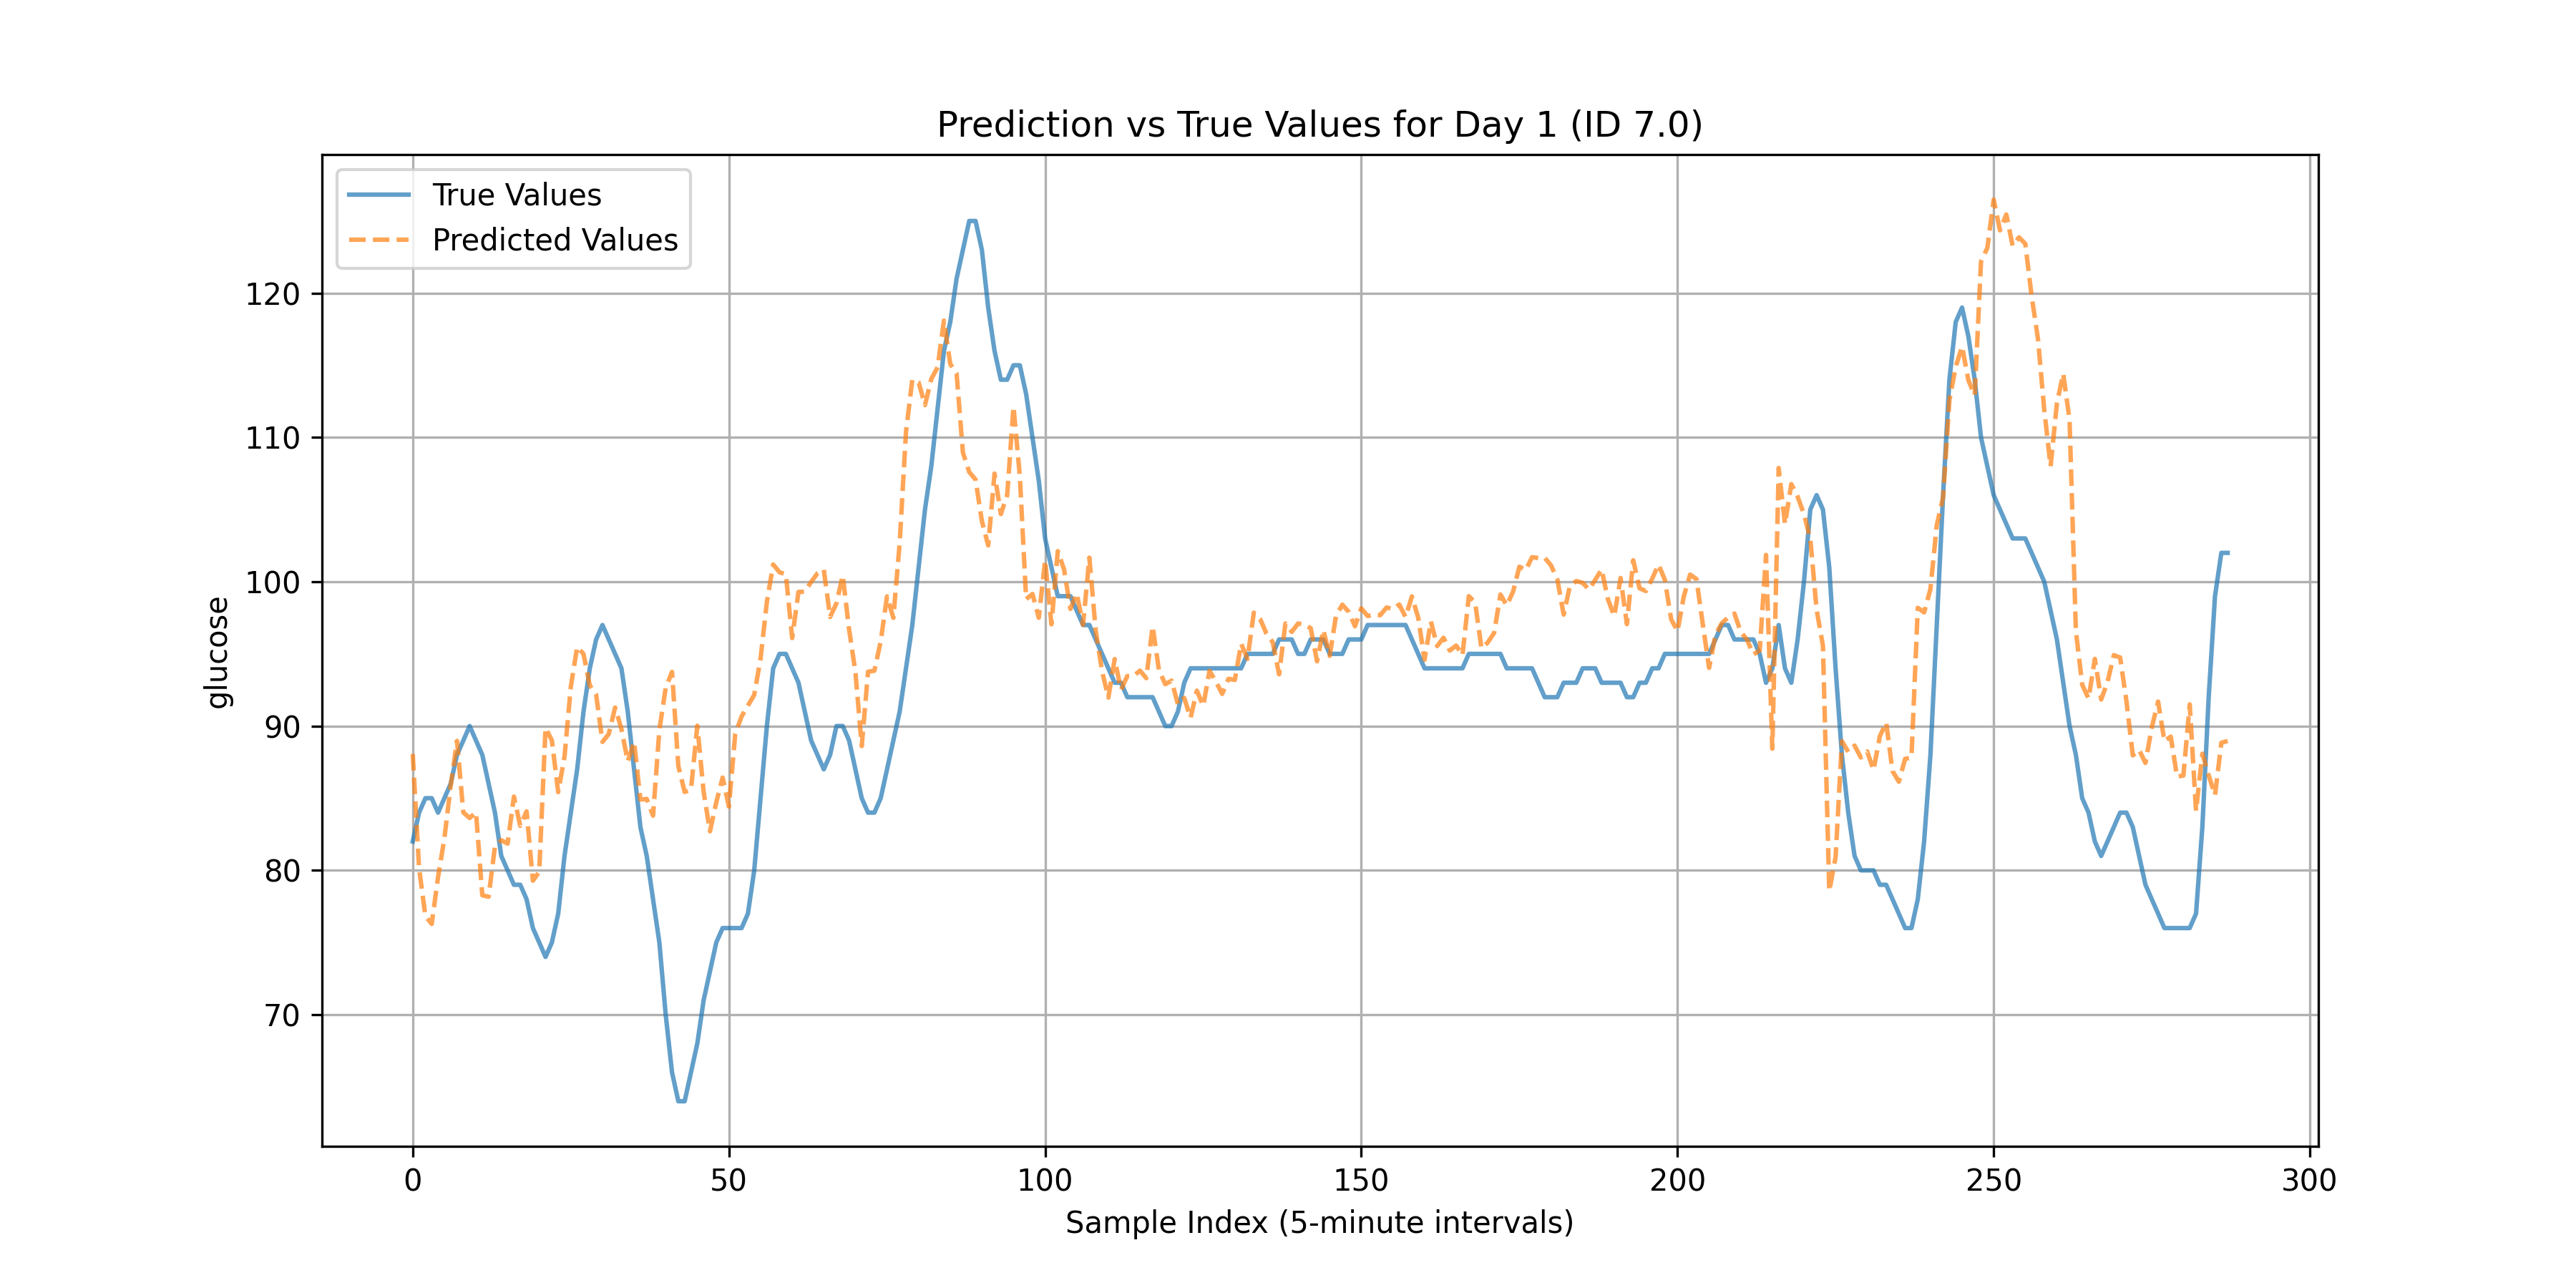 Prediction vs True Values for Day 1 (ID 7.0)
True Values
Predicted Values
120
110
100
90
80
70
glucose
0 50 100 150 200 250 300
Sample Index (5-minute intervals)